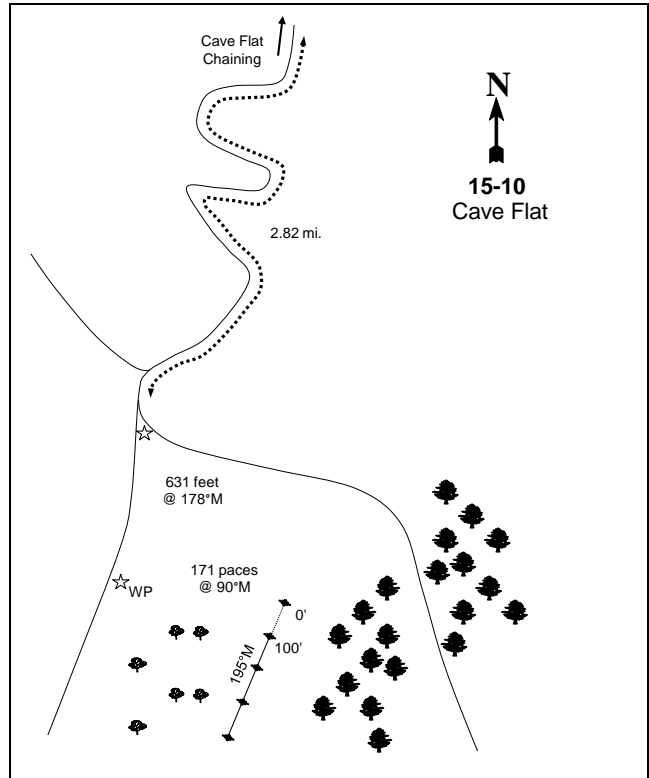 Cave Flat
Chaining
N
15-10
Cave Flat
2.82 mi.
631 feet
@ 178°M
171 paces
@ 90°M
WP
0'
100'
195°M